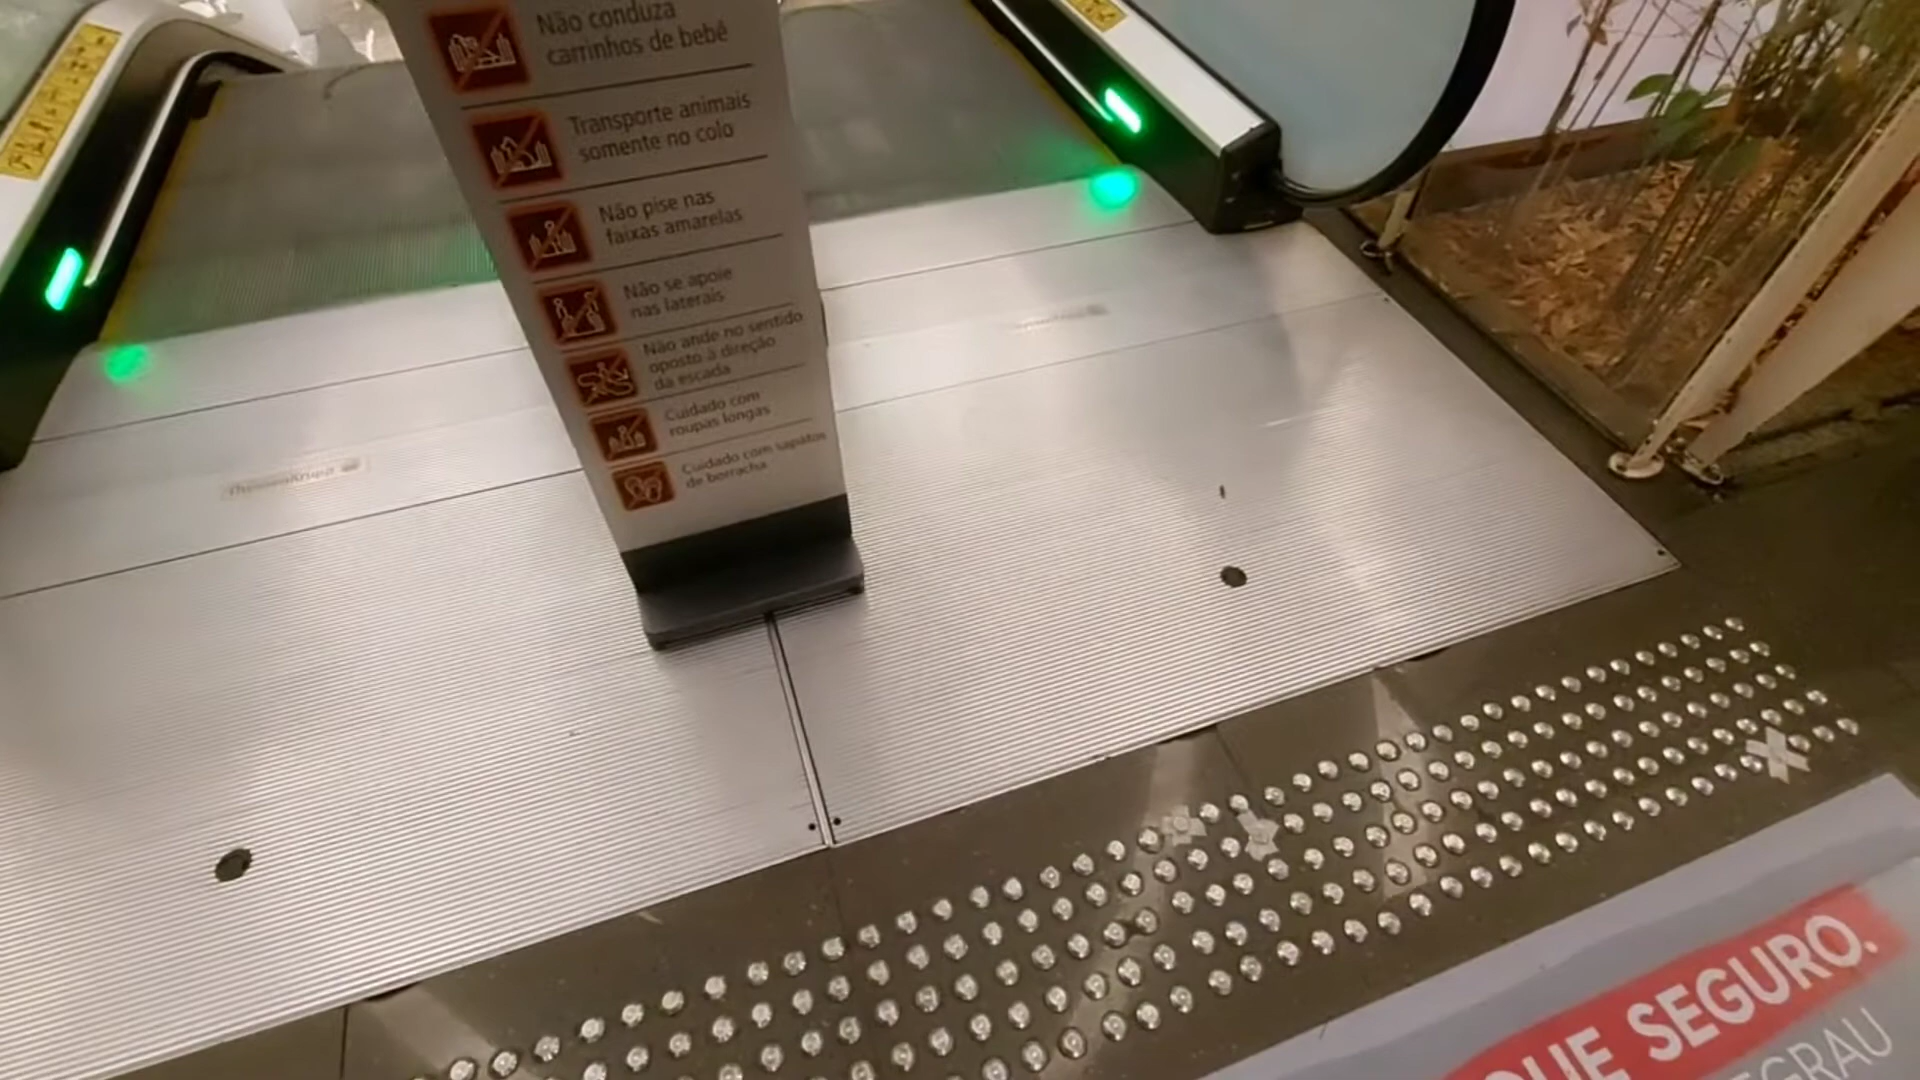 Não conduza
carrinhos de bebê
Transporte animais
somente no colo
Não pise nas
faixas amarelas
Não se apoie
nas laterais
Não ande no sentido
oposto à direção
da escada
Cuidado com
roupas longas
Cuidado com sapatos
de borracha
ThyssenKrupp
QUE SEGURO.
EGRAU